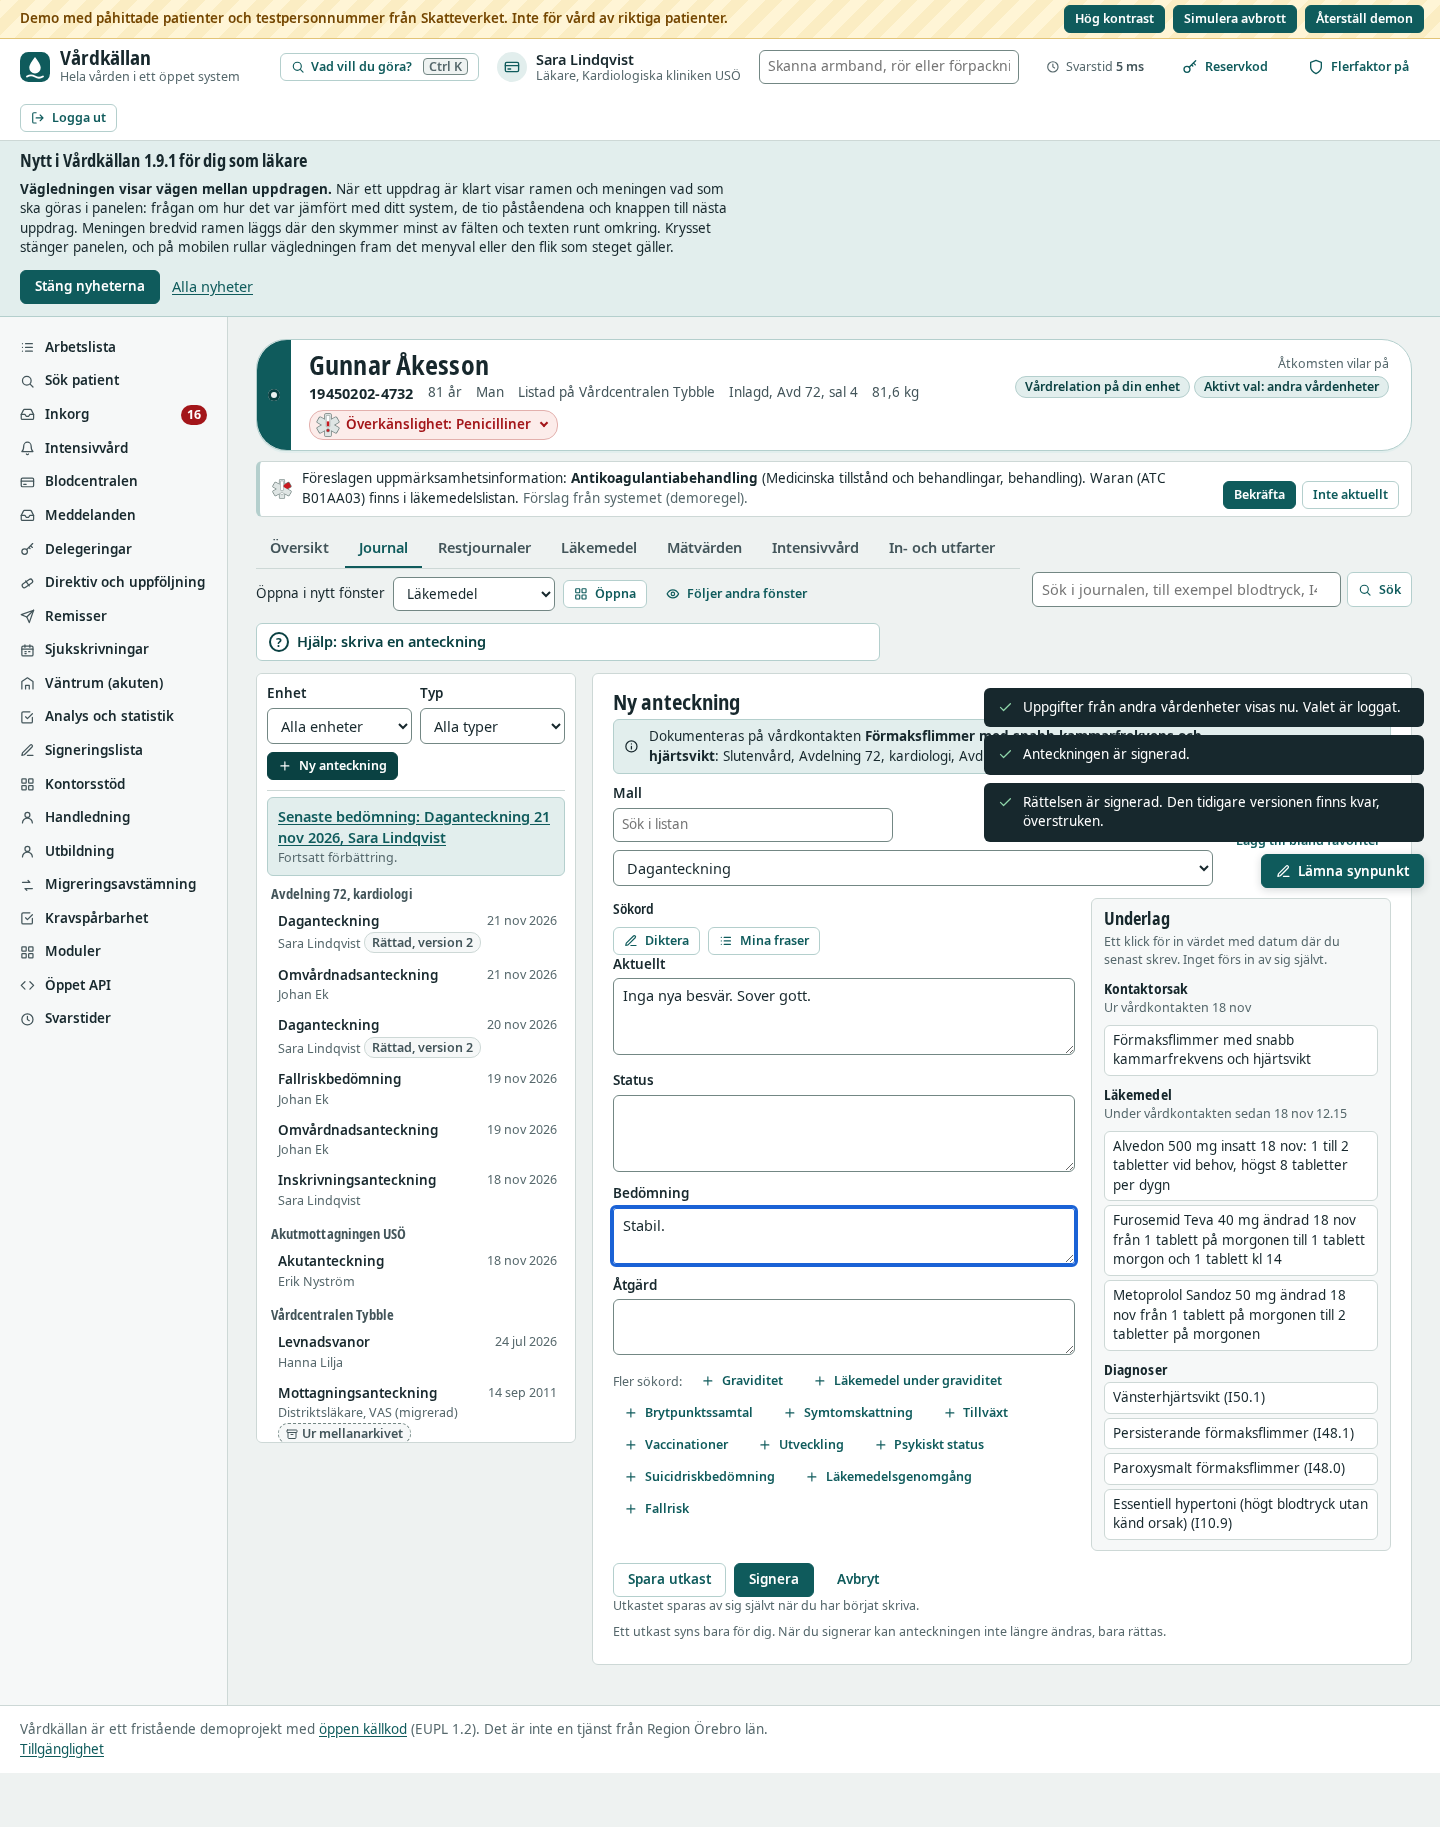 Demo med påhittade patienter och testpersonnummer från Skatteverket. Inte för vård av riktiga patienter.
Hög kontrast
Simulera avbrott
Återställ demon
Vårdkällan
Hela vården i ett öppet system
Vad vill du göra? Ctrl K
Sara Lindqvist
Läkare, Kardiologiska kliniken USÖ
Skanna armband, rör eller förpackni
Svarstid 5 ms
Reservkod
Flerfaktor på
Logga ut
Nytt i Vårdkällan 1.9.1 för dig som läkare
Vägledningen visar vägen mellan uppdragen. När ett uppdrag är klart visar ramen och meningen vad som
ska göras i panelen: frågan om hur det var jämfört med ditt system, de tio påståendena och knappen till nästa
uppdrag. Meningen bredvid ramen läggs där den skymmer minst av fälten och texten runt omkring. Krysset
stänger panelen, och på mobilen rullar vägledningen fram det menyval eller den flik som steget gäller.
Stäng nyheterna
Alla nyheter
Arbetslista
Sök patient
Inkorg 16
Intensivvård
Blodcentralen
Meddelanden
Delegeringar
Direktiv och uppföljning
Remisser
Sjukskrivningar
Väntrum (akuten)
Analys och statistik
Signeringslista
Kontorsstöd
Handledning
Utbildning
Migreringsavstämning
Kravspårbarhet
Moduler
Öppet API
Svarstider
Gunnar Åkesson
19450202-4732 81 år Man Listad på Vårdcentralen Tybble Inlagd, Avd 72, sal 4 81,6 kg
Överkänslighet: Penicilliner
Åtkomsten vilar på
Vårdrelation på din enhet
Aktivt val: andra vårdenheter
Föreslagen uppmärksamhetsinformation: Antikoagulantiabehandling (Medicinska tillstånd och behandlingar, behandling). Waran (ATC
B01AA03) finns i läkemedelslistan. Förslag från systemet (demoregel).
Bekräfta
Inte aktuellt
Översikt
Journal
Restjournaler
Läkemedel
Mätvärden
Intensivvård
In- och utfarter
Öppna i nytt fönster
Läkemedel
Öppna
Följer andra fönster
Sök i journalen, till exempel blodtryck, I4
Sök
? Hjälp: skriva en anteckning
Enhet
Typ
Alla enheter
Alla typer
Ny anteckning
Senaste bedömning: Daganteckning 21
nov 2026, Sara Lindqvist
Fortsatt förbättring.
Avdelning 72, kardiologi
Daganteckning 21 nov 2026
Sara Lindqvist Rättad, version 2
Omvårdnadsanteckning 21 nov 2026
Johan Ek
Daganteckning 20 nov 2026
Sara Lindqvist Rättad, version 2
Fallriskbedömning 19 nov 2026
Johan Ek
Omvårdnadsanteckning 19 nov 2026
Johan Ek
Inskrivningsanteckning 18 nov 2026
Sara Lindqvist
Akutmottagningen USÖ
Akutanteckning 18 nov 2026
Erik Nyström
Vårdcentralen Tybble
Levnadsvanor 24 jul 2026
Hanna Lilja
Mottagningsanteckning 14 sep 2011
Distriktsläkare, VAS (migrerad)
Ur mellanarkivet
Ny anteckning
Dokumenteras på vårdkontakten Förmaksflimmer med snabb kammarfrekvens och
hjärtsvikt: Slutenvård, Avdelning 72, kardiologi, Avd
Uppgifter från andra vårdenheter visas nu. Valet är loggat.
Anteckningen är signerad.
Rättelsen är signerad. Den tidigare versionen finns kvar,
överstruken.
Mall
Sök i listan
Lägg till bland favoriter
Daganteckning
Lämna synpunkt
Sökord
Diktera
Mina fraser
Aktuellt
Inga nya besvär. Sover gott.
Status
Bedömning
Stabil.
Åtgärd
Fler sökord: Graviditet Läkemedel under graviditet
Brytpunktssamtal Symtomskattning Tillväxt
Vaccinationer Utveckling Psykiskt status
Suicidriskbedömning Läkemedelsgenomgång
Fallrisk
Underlag
Ett klick för in värdet med datum där du
senast skrev. Inget förs in av sig självt.
Kontaktorsak
Ur vårdkontakten 18 nov
Förmaksflimmer med snabb
kammarfrekvens och hjärtsvikt
Läkemedel
Under vårdkontakten sedan 18 nov 12.15
Alvedon 500 mg insatt 18 nov: 1 till 2
tabletter vid behov, högst 8 tabletter
per dygn
Furosemid Teva 40 mg ändrad 18 nov
från 1 tablett på morgonen till 1 tablett
morgon och 1 tablett kl 14
Metoprolol Sandoz 50 mg ändrad 18
nov från 1 tablett på morgonen till 2
tabletter på morgonen
Diagnoser
Vänsterhjärtsvikt (I50.1)
Persisterande förmaksflimmer (I48.1)
Paroxysmalt förmaksflimmer (I48.0)
Essentiell hypertoni (högt blodtryck utan
känd orsak) (I10.9)
Spara utkast
Signera
Avbryt
Utkastet sparas av sig självt när du har börjat skriva.
Ett utkast syns bara för dig. När du signerar kan anteckningen inte längre ändras, bara rättas.
Vårdkällan är ett fristående demoprojekt med öppen källkod (EUPL 1.2). Det är inte en tjänst från Region Örebro län.
Tillgänglighet